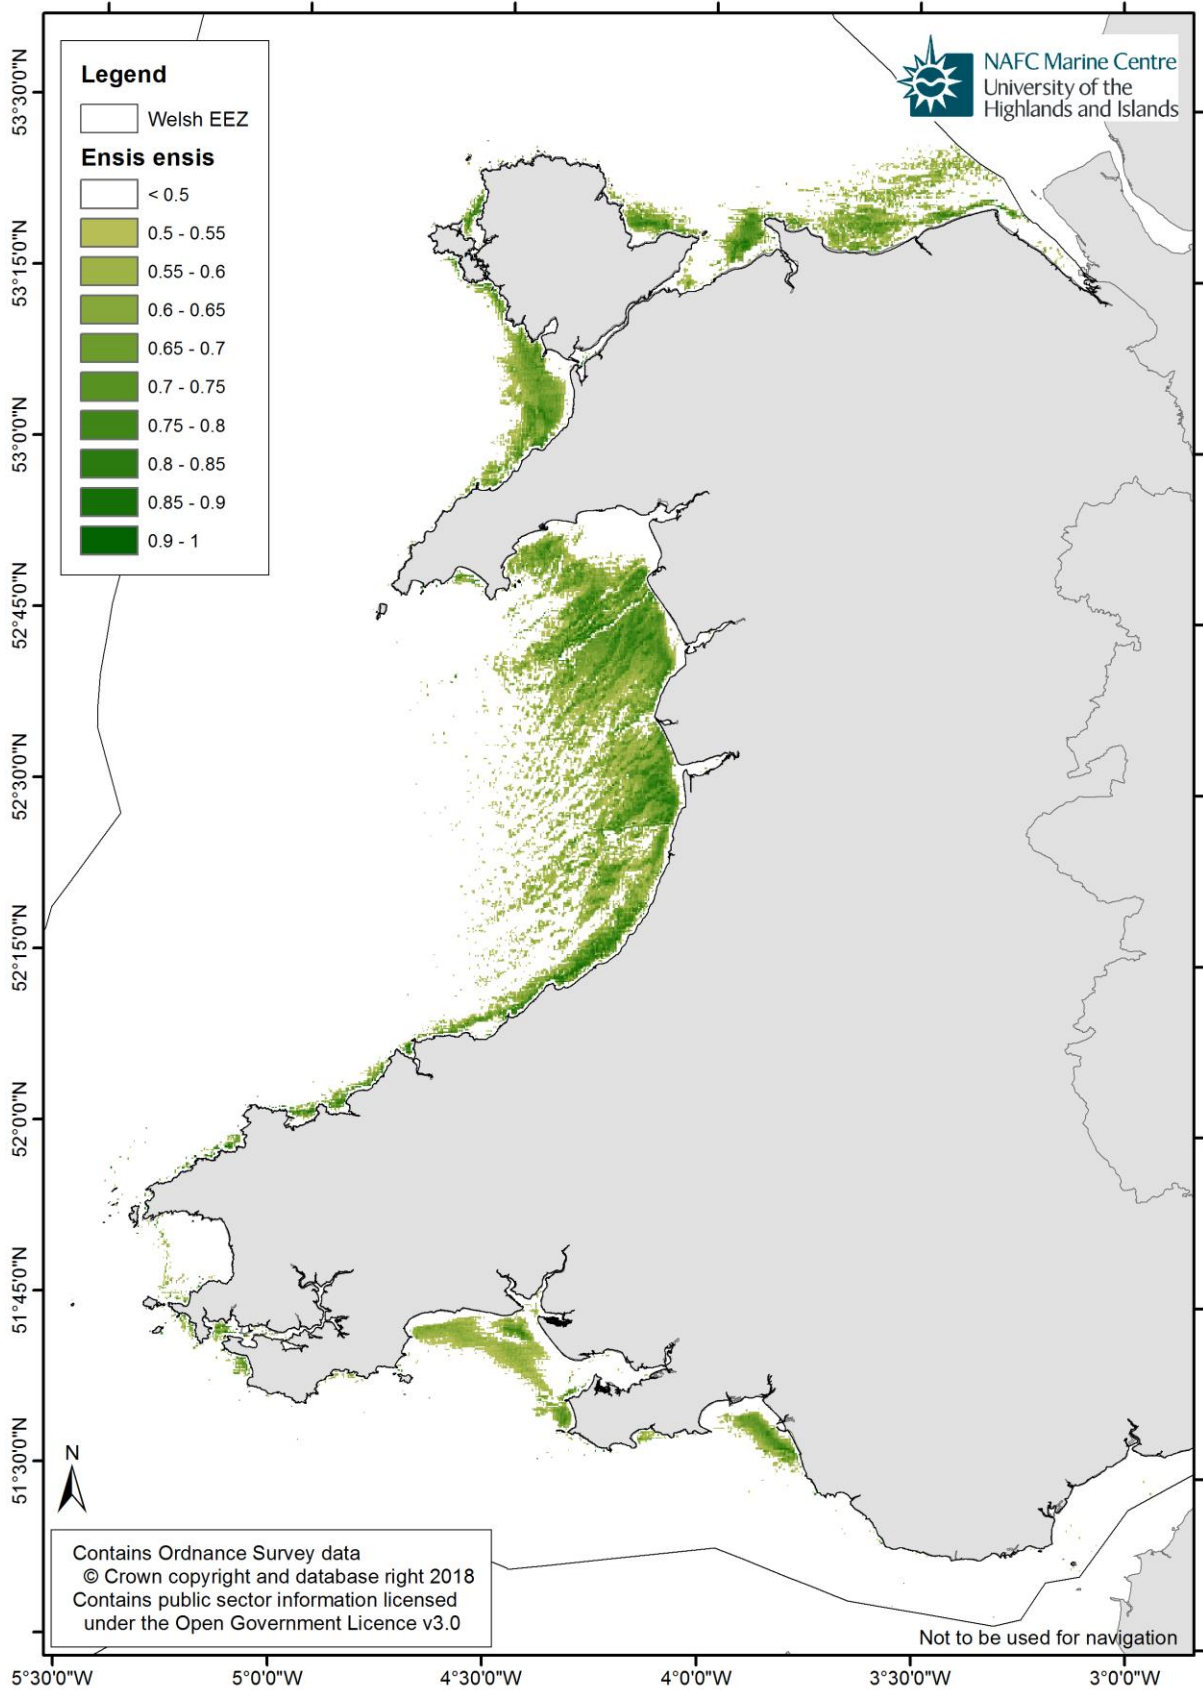 Legend
Welsh EEZ
Ensis ensis
< 0.5
0.5 - 0.55
0.55 - 0.6
0.6 - 0.65
0.65 - 0.7
0.7 - 0.75
0.75 - 0.8
0.8 - 0.85
0.85 - 0.9
0.9 - 1
NAFC Marine Centre
University of the
Highlands and Islands
53°30'0"N
53°15'0"N
53°0'0"N
52°45'0"N
52°30'0"N
52°15'0"N
52°0'0"N
51°45'0"N
51°30'0"N
N
Contains Ordnance Survey data
© Crown copyright and database right 2018
Contains public sector information licensed
under the Open Government Licence v3.0
Not to be used for navigation
5°30'0"W
5°0'0"W
4°30'0"W
4°0'0"W
3°30'0"W
3°0'0"W